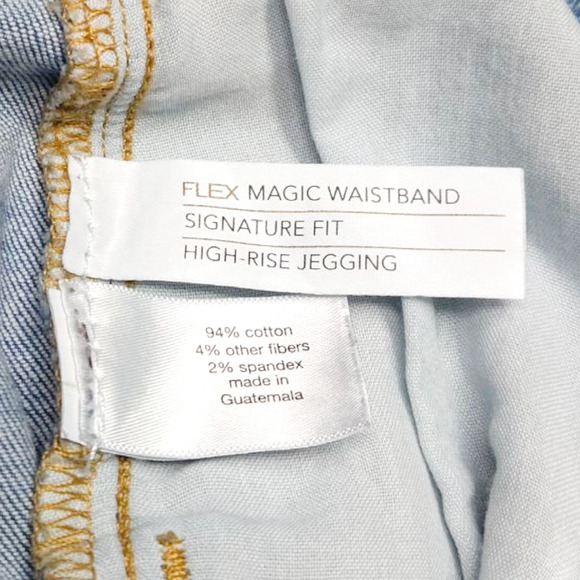 FLEX MAGIC WAISTBAND
SIGNATURE FIT
HIGH-RISE JEGGING
94% cotton
4% other fibers
2% spandex
made in
Guatemala